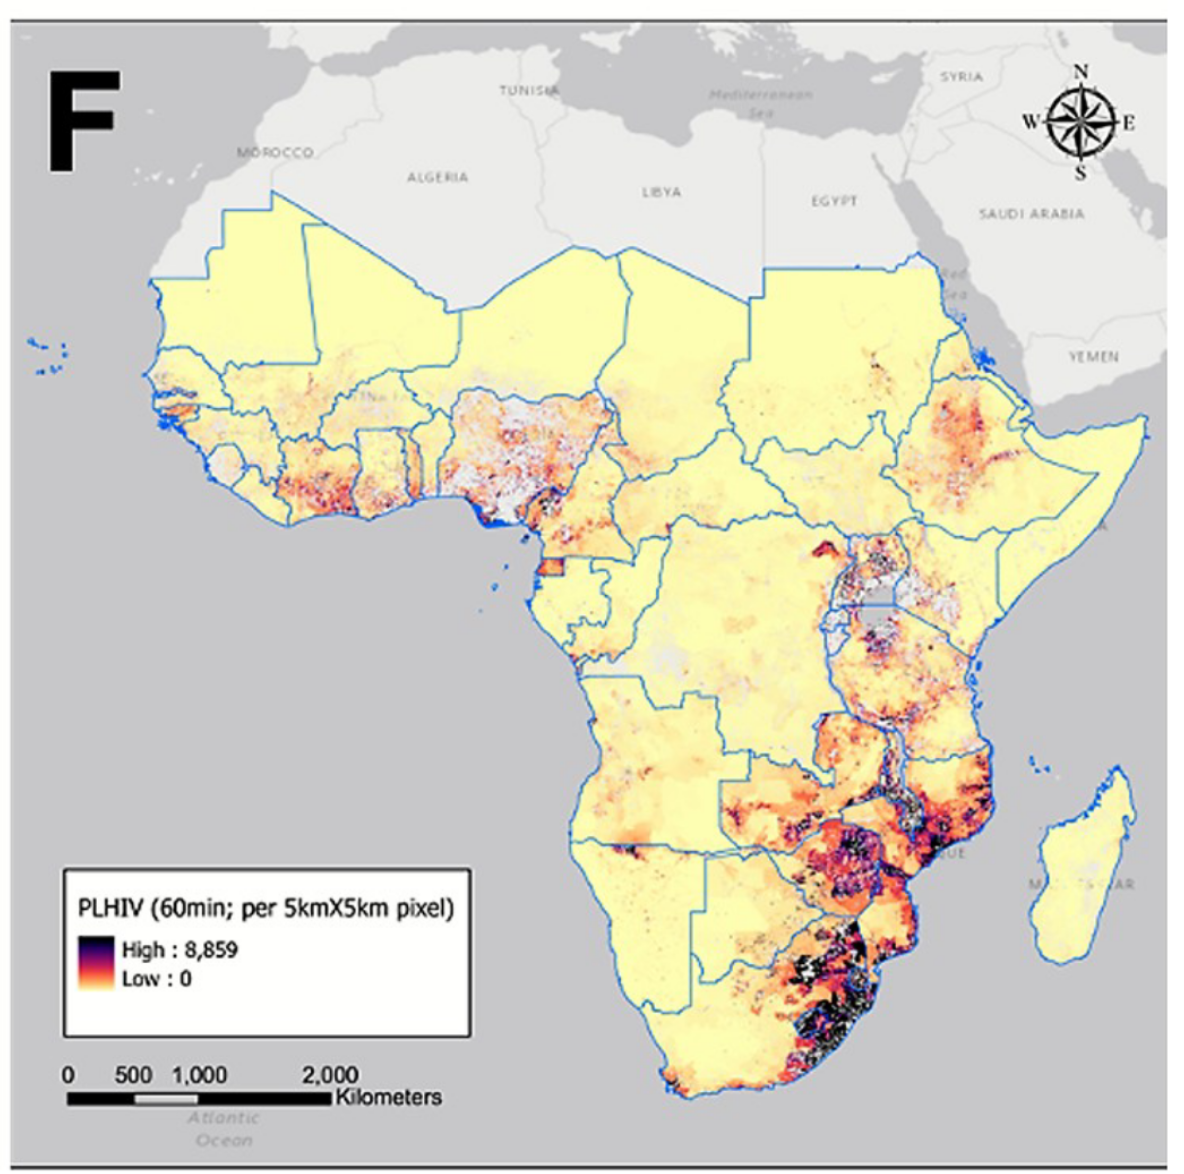 F
N
W E
S
SYRIA
TUNISIA
Mediterranean
Sea
MOROCCO
ALGERIA
LIBYA
EGYPT
SAUDI ARABIA
Red
Sea
YEMEN
PLHIV (60min; per 5kmX5km pixel)
High : 8,859
Low : 0
0 500 1,000 2,000
Kilometers
Atlantic
Ocean